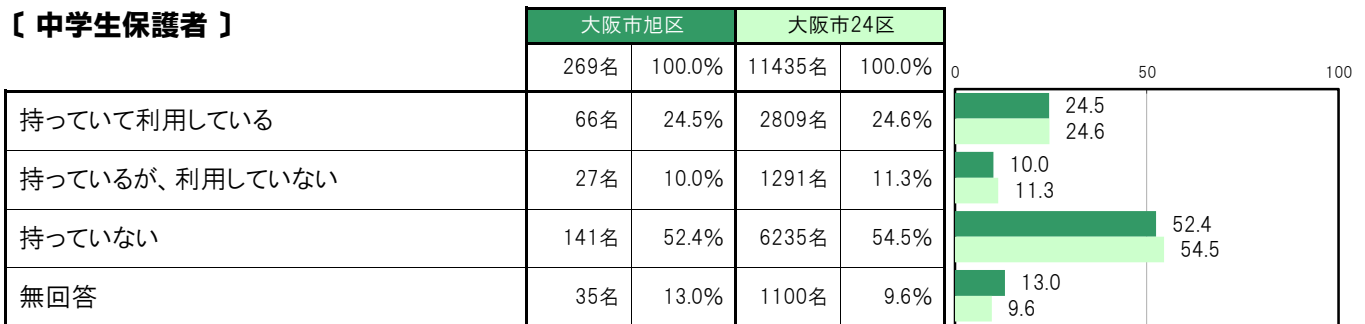 〔 中学生保護者 〕
大阪市旭区 大阪市24区
269名 100.0% 11435名 100.0%
0 50 100
持っていて利用している 66名 24.5% 2809名 24.6%
24.5
24.6
持っているが、利用していない 27名 10.0% 1291名 11.3%
10.0
11.3
持っていない 141名 52.4% 6235名 54.5%
52.4
54.5
無回答 35名 13.0% 1100名 9.6%
13.0
9.6